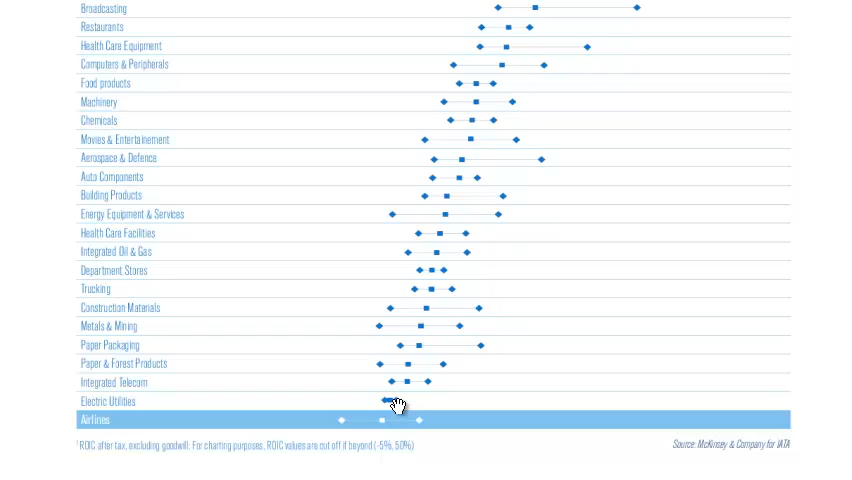 Broadcasting
Restaurants
Health Care Equipment
Computers & Peripherals
Food products
Machinery
Chemicals
Movies & Entertainement
Aerospace & Defence
Auto Components
Building Products
Energy Equipment & Services
Health Care Facilities
Integrated Oil & Gas
Department Stores
Trucking
Construction Materials
Metals & Mining
Paper Packaging
Paper & Forest Products
Integrated Telecom
Electric Utilities
Airlines
¹ ROIC after tax, excluding goodwill; For charting purposes, ROIC values are cut off if beyond (-5%, 50%)
Source: McKinsey & Company for IATA